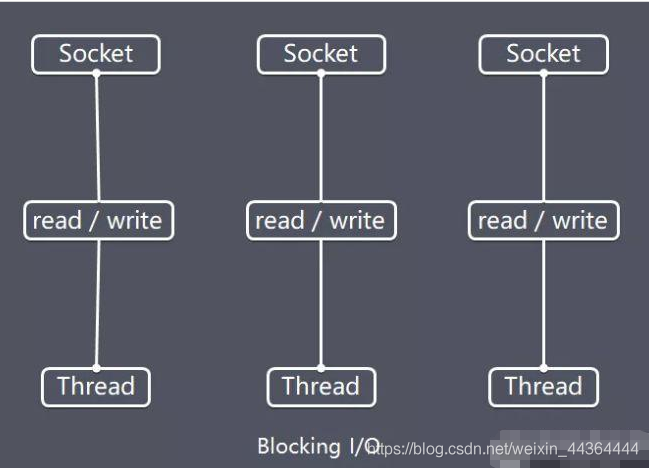 Socket Socket Socket
read / write read / write read / write
Thread Thread Thread
Blocking I/O
https://blog.csdn.net/weixin_44364444